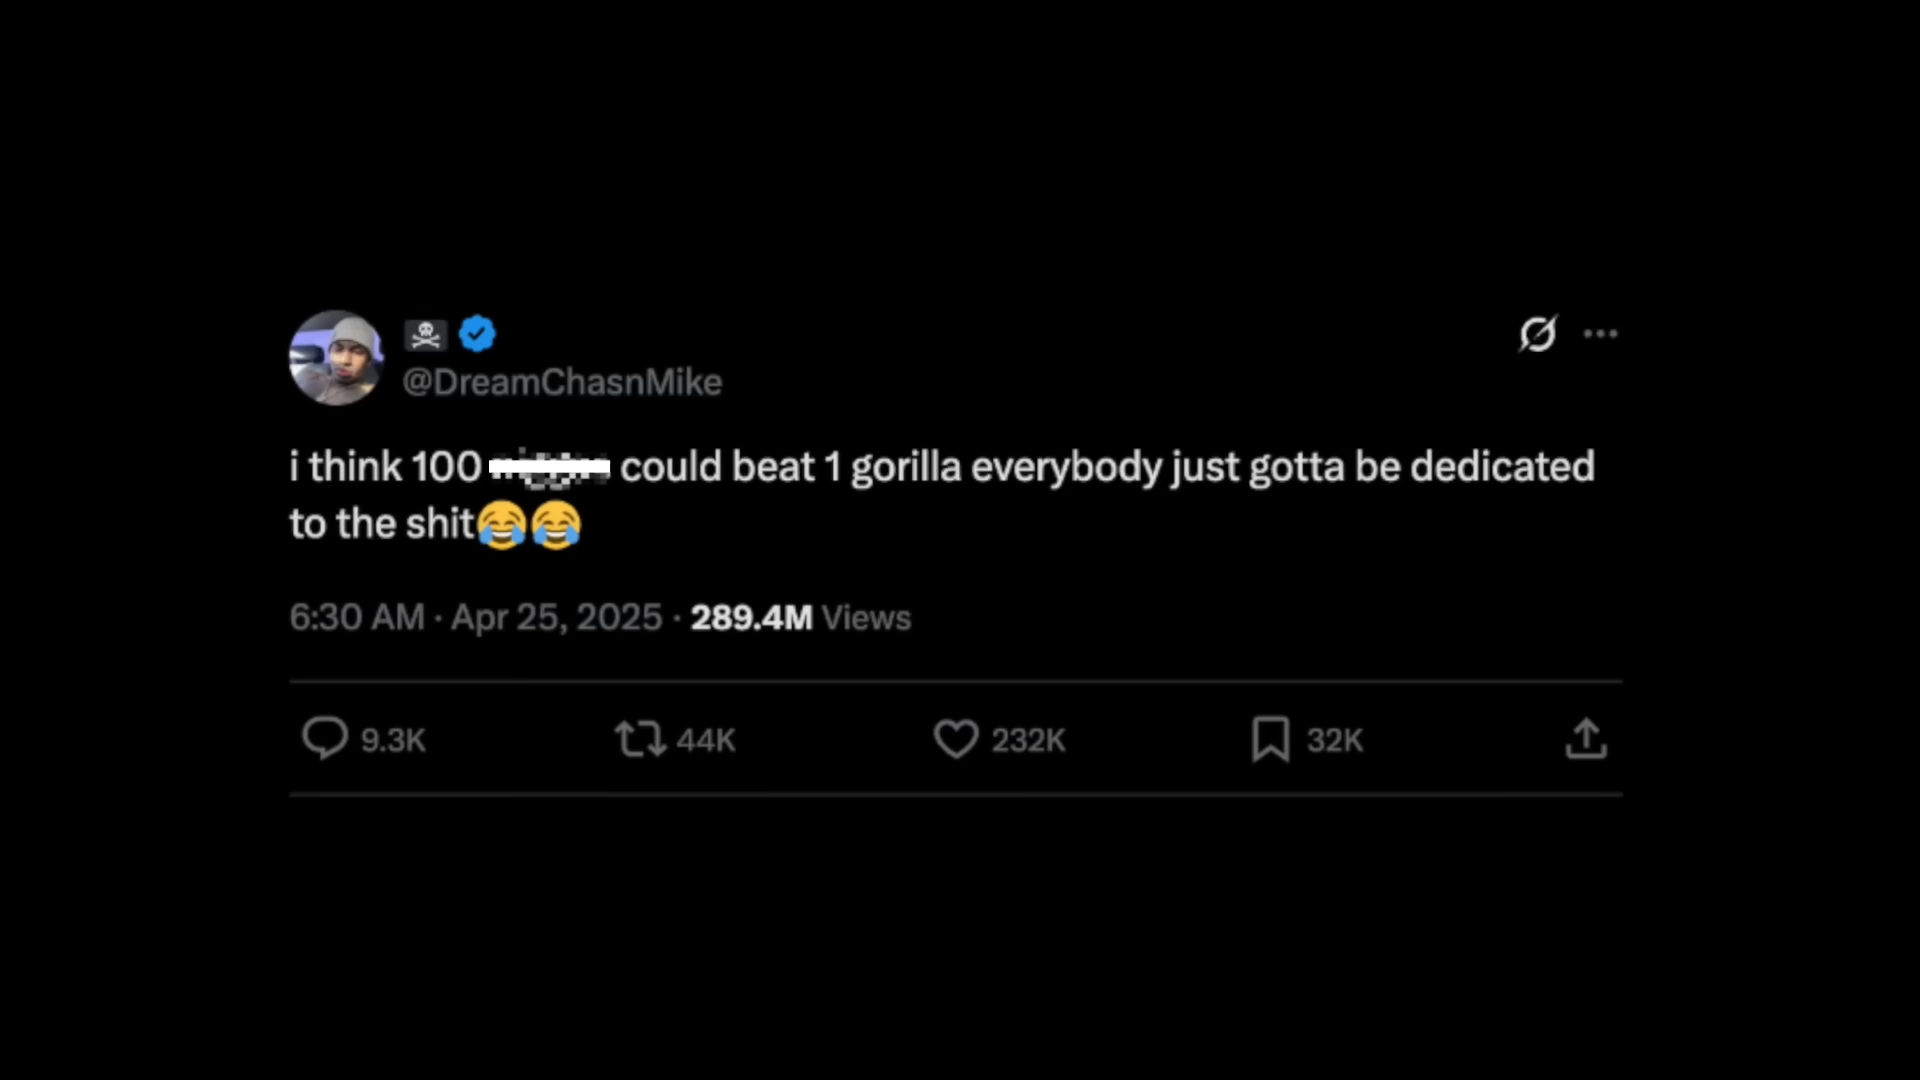 @DreamChasnMike
i think 100 could beat 1 gorilla everybody just gotta be dedicated
to the shit😂😂
6:30 AM · Apr 25, 2025 · 289.4M Views
9.3K 44K 232K 32K